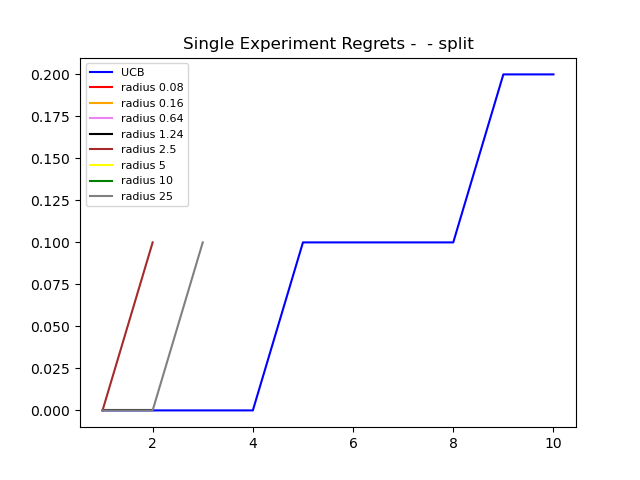 Single Experiment Regrets -  - split
UCB
radius 0.08
radius 0.16
radius 0.64
radius 1.24
radius 2.5
radius 5
radius 10
radius 25
0.200
0.175
0.150
0.125
0.100
0.075
0.050
0.025
0.000
2 4 6 8 10